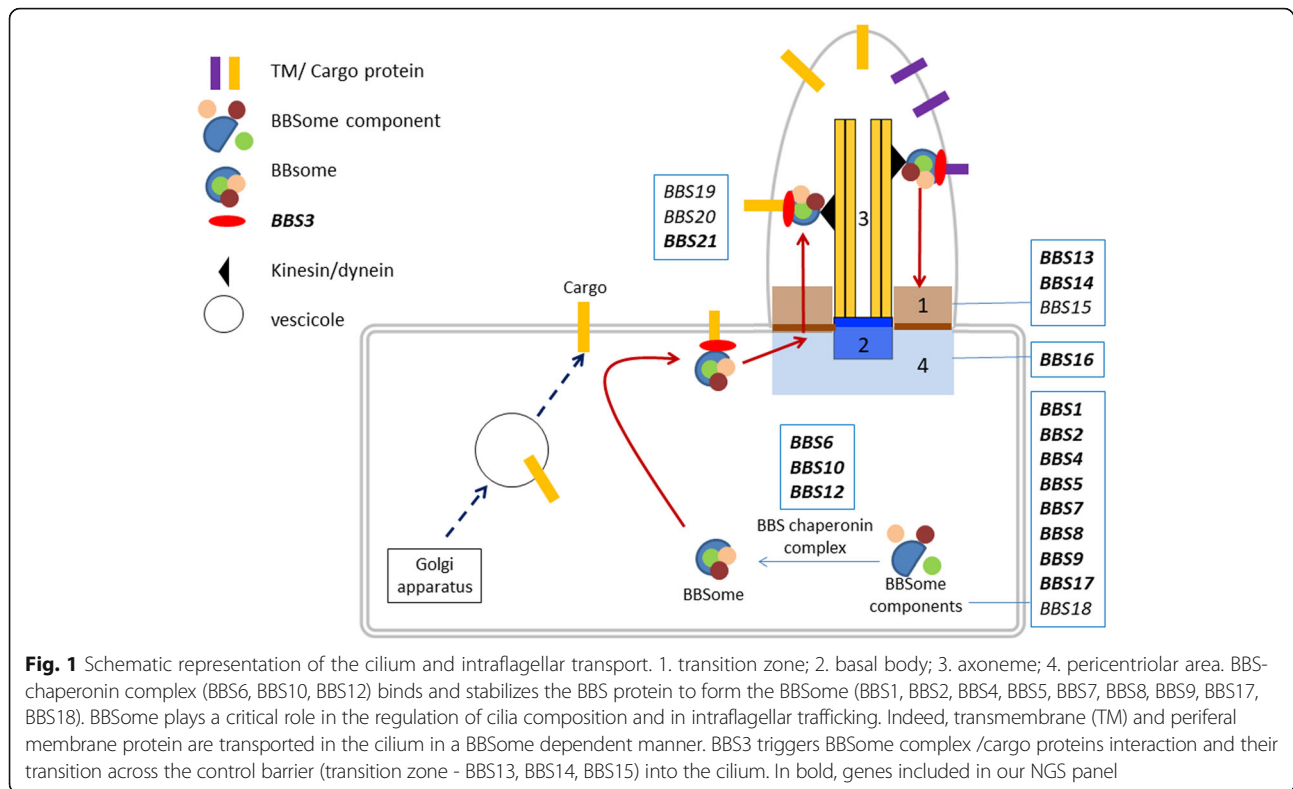 TM/ Cargo protein
BBSome component
BBsome
BBS3
Kinesin/dynein
vescicole
BBS19
BBS20
BBS21
3
1
2
4
BBS13
BBS14
BBS15
BBS16
Cargo
BBS6
BBS10
BBS12
BBS chaperonin
complex
BBS1
BBS2
BBS4
BBS5
BBS7
BBS8
BBS9
BBS17
BBS18
Golgi
apparatus
BBSome
BBSome
components
Fig. 1 Schematic representation of the cilium and intraflagellar transport. 1. transition zone; 2. basal body; 3. axoneme; 4. pericentriolar area. BBS-
chaperonin complex (BBS6, BBS10, BBS12) binds and stabilizes the BBS protein to form the BBSome (BBS1, BBS2, BBS4, BBS5, BBS7, BBS8, BBS9, BBS17,
BBS18). BBSome plays a critical role in the regulation of cilia composition and in intraflagellar trafficking. Indeed, transmembrane (TM) and periferal
membrane protein are transported in the cilium in a BBSome dependent manner. BBS3 triggers BBSome complex /cargo proteins interaction and their
transition across the control barrier (transition zone - BBS13, BBS14, BBS15) into the cilium. In bold, genes included in our NGS panel